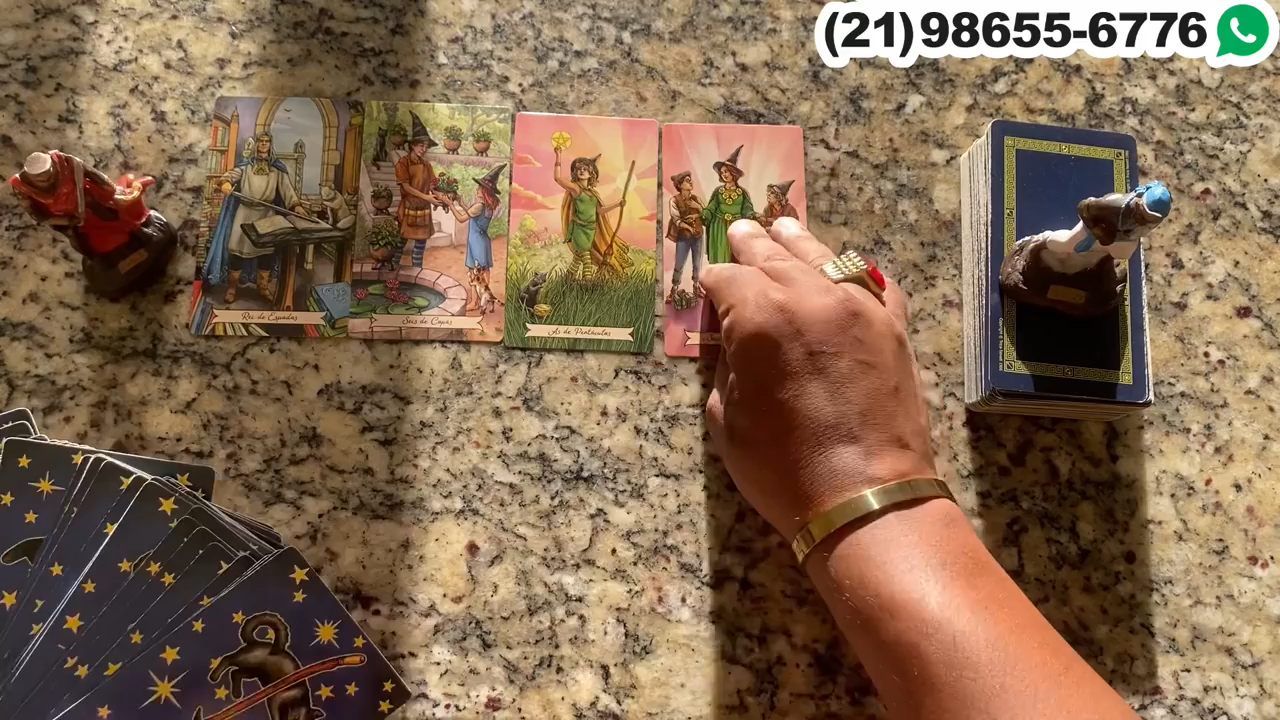 (21)98655-6776
Rei de Espadas
Seis de Copas
Ás de Pentáculos